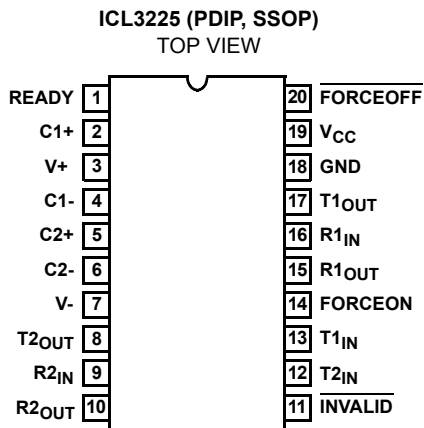 ICL3225 (PDIP, SSOP)
TOP VIEW
READY 1 20 FORCEOFF
C1+ 2 19 VCC
V+ 3 18 GND
C1- 4 17 T1OUT
C2+ 5 16 R1IN
C2- 6 15 R1OUT
V- 7 14 FORCEON
T2OUT 8 13 T1IN
R2IN 9 12 T2IN
R2OUT 10 11 INVALID